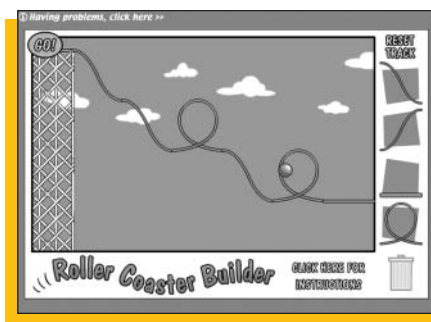 Having problems, click here >>
GO!
RESET
TRACK
Roller Coaster Builder
CLICK HERE FOR
INSTRUCTIONS